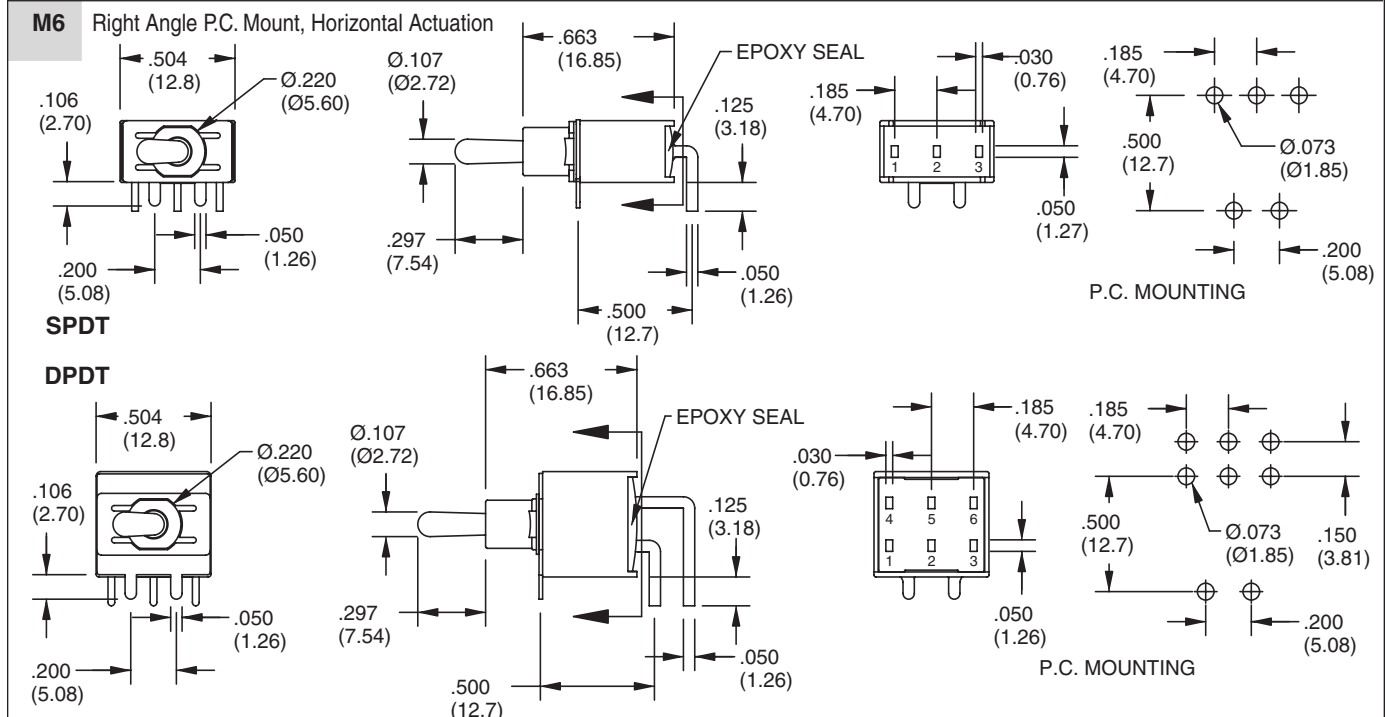 M6 Right Angle P.C. Mount, Horizontal Actuation
.504
(12.8)
Ø.220
(Ø5.60)
.106
(2.70)
.050
(1.26)
.200
(5.08)
SPDT
.663
(16.85)
Ø.107
(Ø2.72)
EPOXY SEAL
.125
(3.18)
.297
(7.54)
.050
(1.26)
.500
(12.7)
.030
(0.76)
.185
(4.70)
1 2 3
.050
(1.27)
.185
(4.70)
.500
(12.7)
Ø.073
(Ø1.85)
.200
(5.08)
P.C. MOUNTING
DPDT
.504
(12.8)
Ø.220
(Ø5.60)
.106
(2.70)
.050
(1.26)
.200
(5.08)
.663
(16.85)
Ø.107
(Ø2.72)
EPOXY SEAL
.125
(3.18)
.297
(7.54)
.050
(1.26)
.500
(12.7)
.185
(4.70)
.030
(0.76)
4 5 6
1 2 3
.050
(1.26)
.185
(4.70)
.500
(12.7)
Ø.073
(Ø1.85)
.150
(3.81)
.200
(5.08)
P.C. MOUNTING